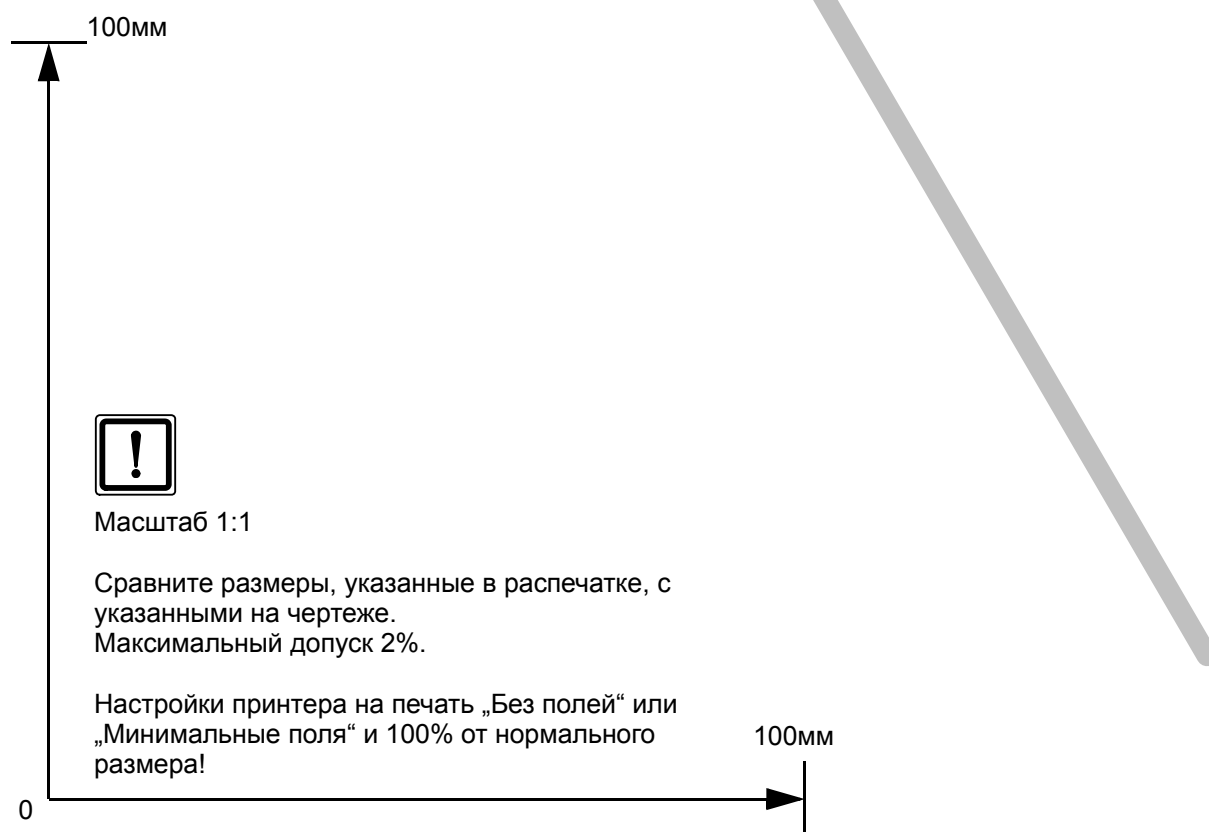 100мм
!
Масштаб 1:1
Сравните размеры, указанные в распечатке, с
указанными на чертеже.
Максимальный допуск 2%.
Настройки принтера на печать „Без полей“ или
„Минимальные поля“ и 100% от нормального
размера!
100мм
0